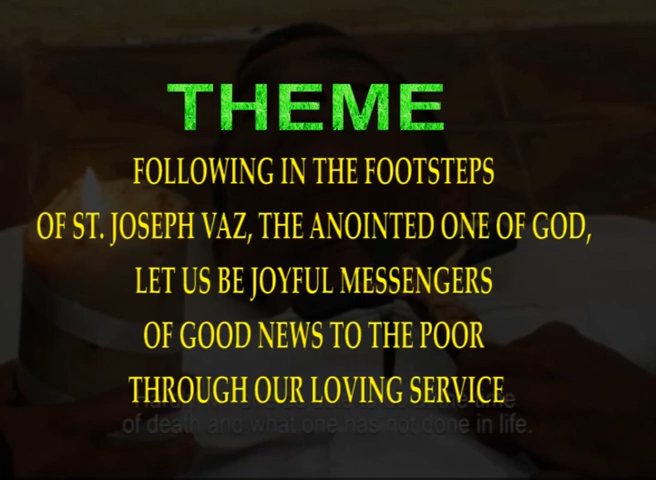 THEME
FOLLOWING IN THE FOOTSTEPS
OF ST. JOSEPH VAZ, THE ANOINTED ONE OF GOD,
LET US BE JOYFUL MESSENGERS
OF GOOD NEWS TO THE POOR
THROUGH OUR LOVING SERVICE
time
of death and what one has not done in life.